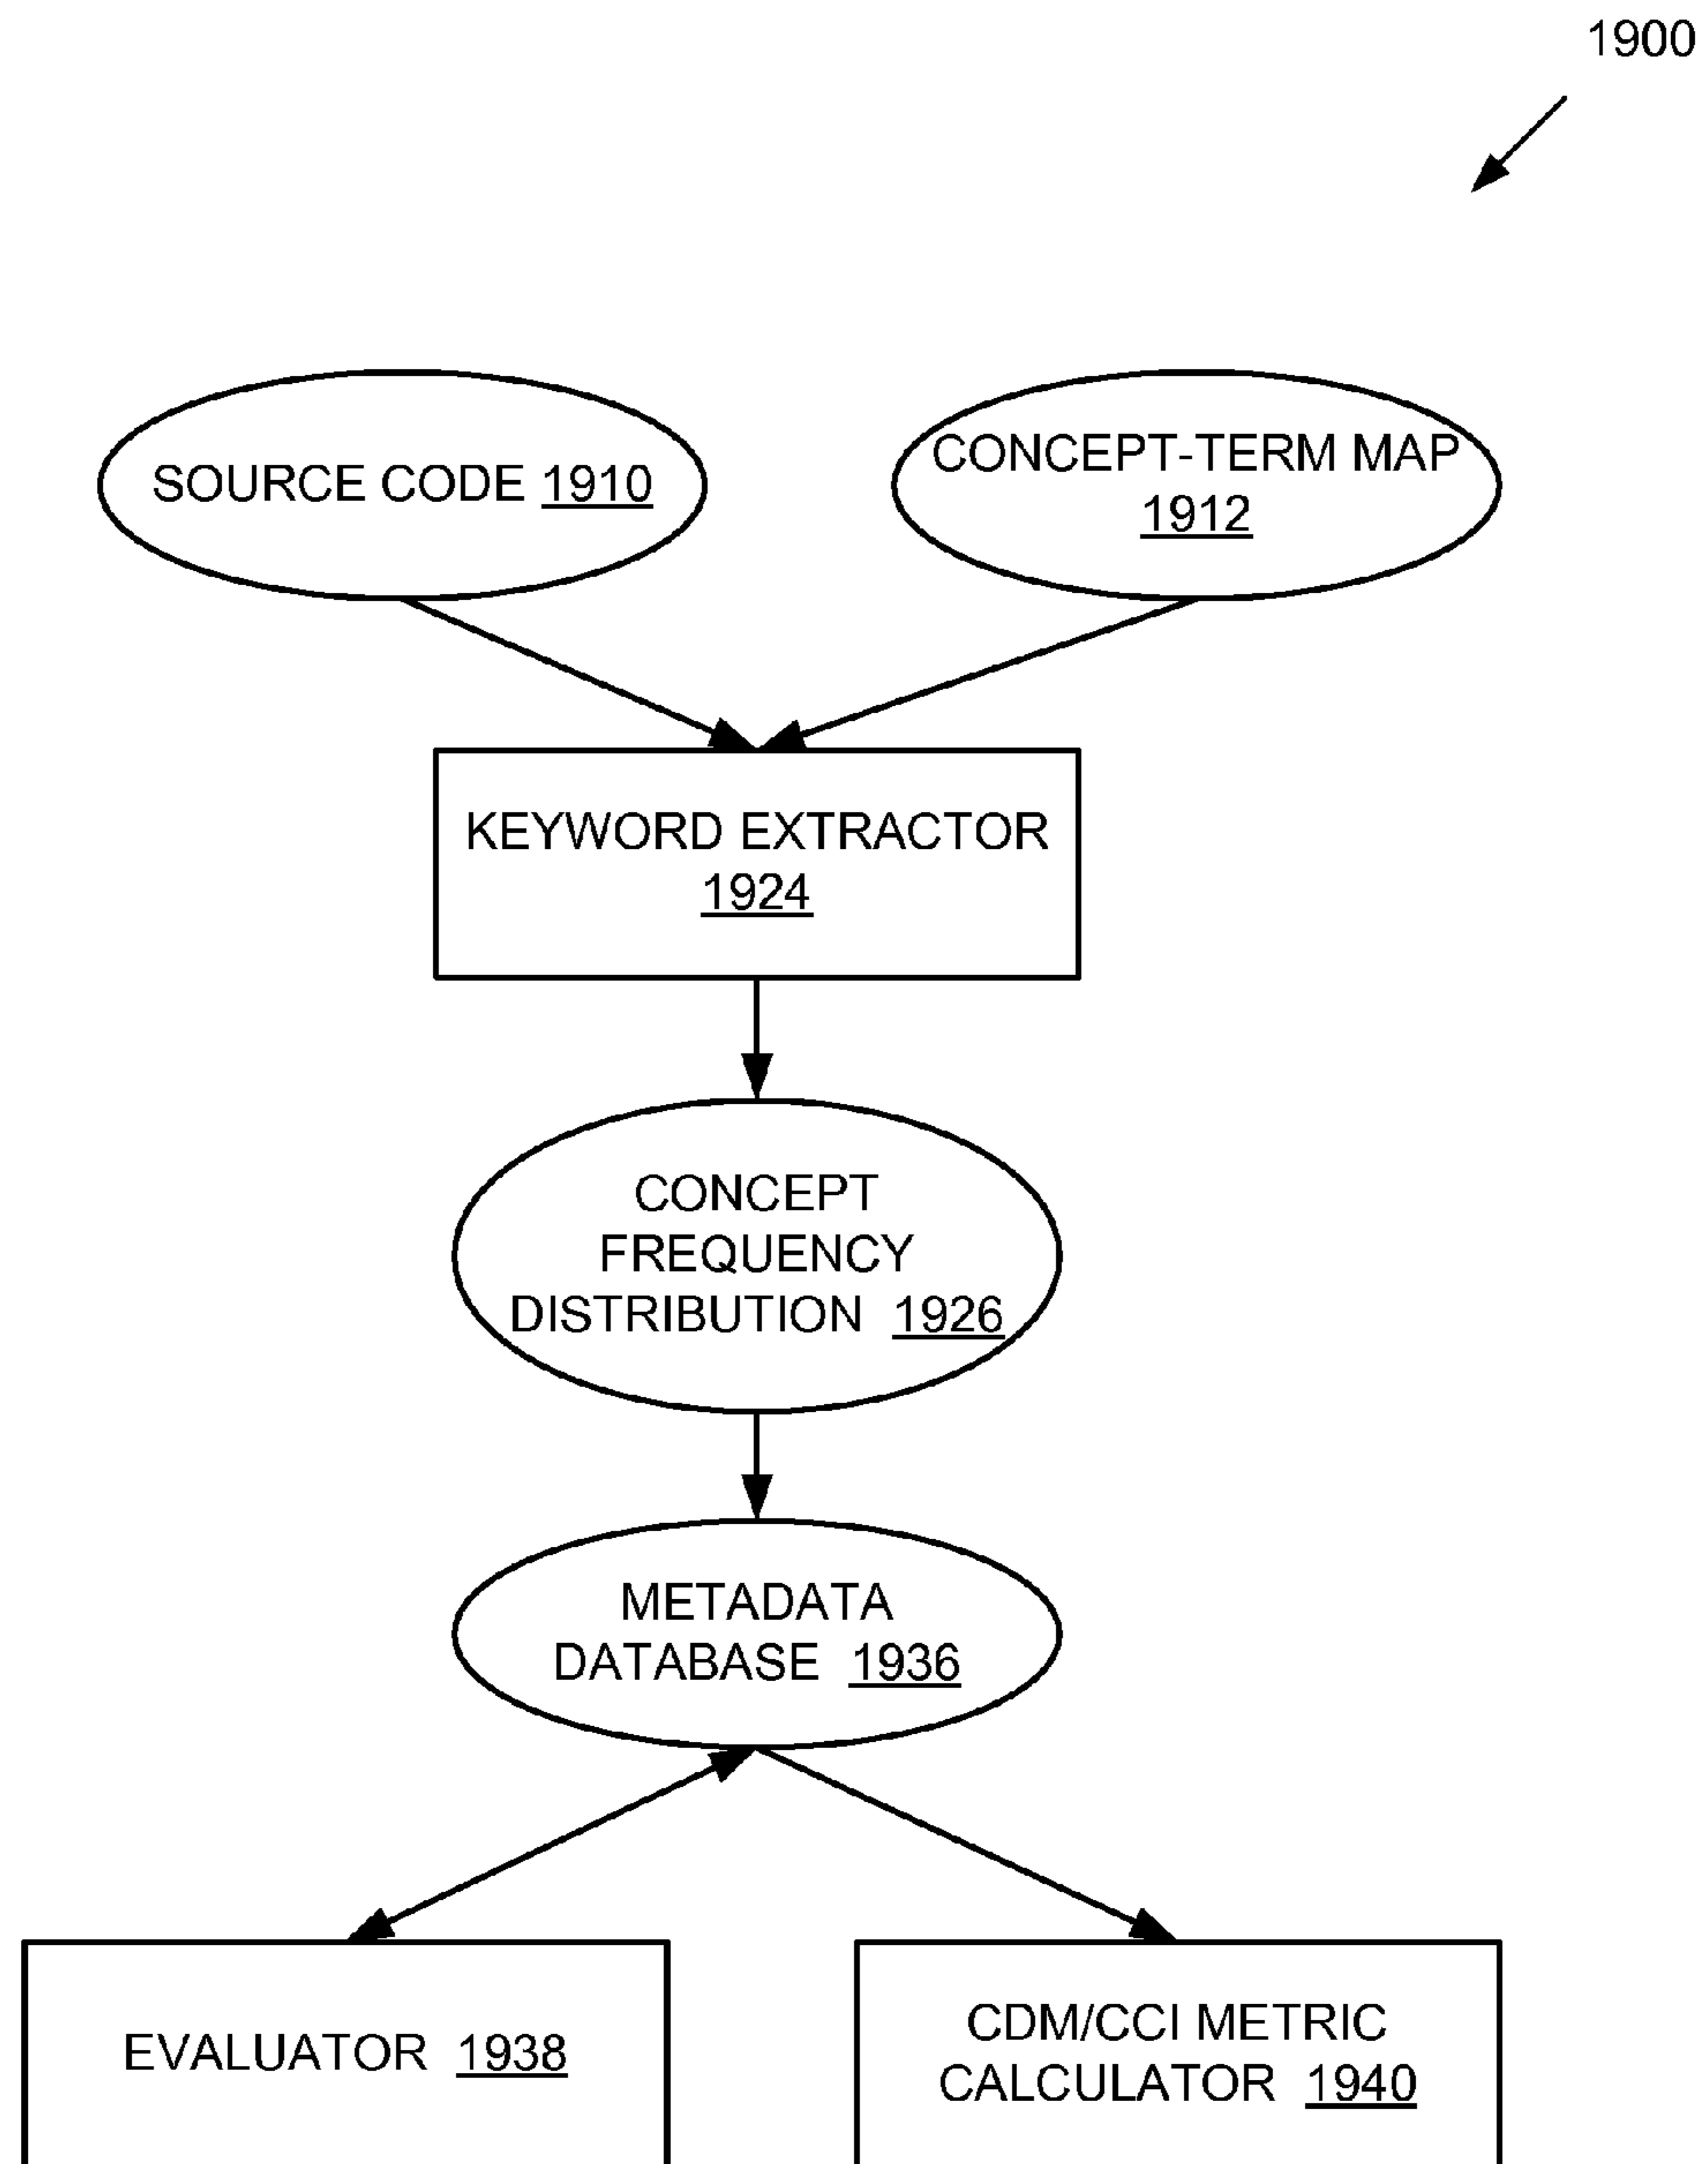 1900
SOURCE CODE 1910
CONCEPT-TERM MAP
1912
KEYWORD EXTRACTOR
1924
CONCEPT
FREQUENCY
DISTRIBUTION 1926
METADATA
DATABASE 1936
EVALUATOR 1938
CDM/CCI METRIC
CALCULATOR 1940